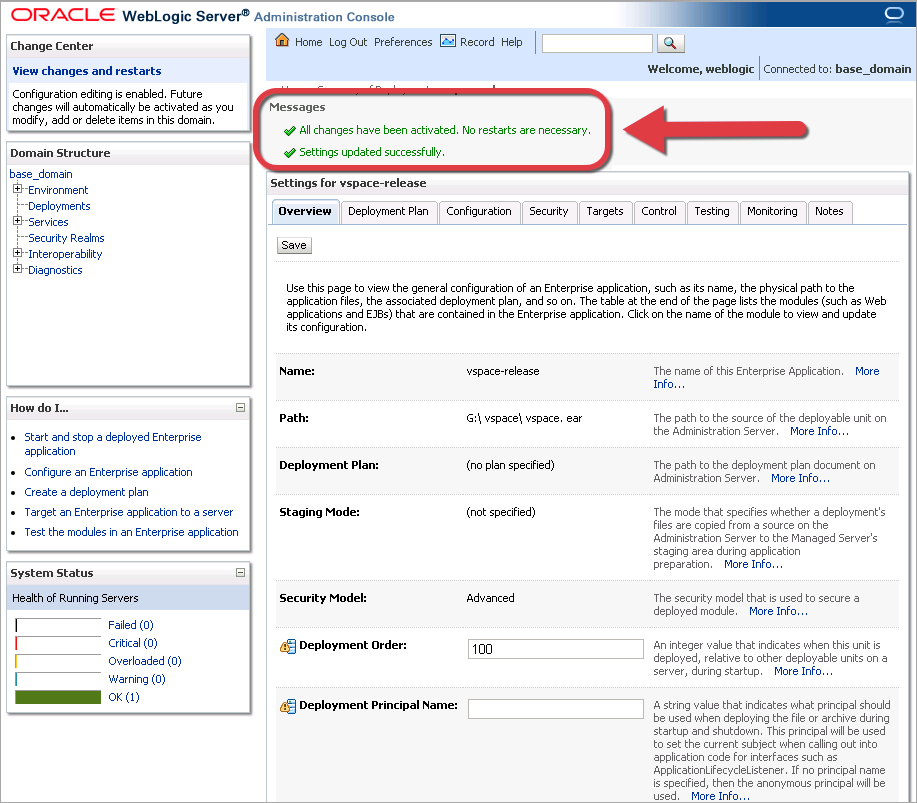 ORACLE WebLogic Server® Administration Console
Change Center
View changes and restarts
Configuration editing is enabled. Future
changes will automatically be activated as you
modify, add or delete items in this domain.
Domain Structure
base_domain
Environment
Deployments
Services
Security Realms
Interoperability
Diagnostics
How do I...
Start and stop a deployed Enterprise
application
Configure an Enterprise application
Create a deployment plan
Target an Enterprise application to a server
Test the modules in an Enterprise application
System Status
Health of Running Servers
Failed (0)
Critical (0)
Overloaded (0)
Warning (0)
OK (1)
Home Log Out Preferences Record Help
Welcome, weblogic Connected to: base_domain
Messages
All changes have been activated. No restarts are necessary.
Settings updated successfully.
Settings for vspace-release
Overview Deployment Plan Configuration Security Targets Control Testing Monitoring Notes
Save
Use this page to view the general configuration of an Enterprise application, such as its name, the physical path to the
application files, the associated deployment plan, and so on. The table at the end of the page lists the modules (such as Web
applications and EJBs) that are contained in the Enterprise application. Click on the name of the module to view and update
its configuration.
Name: vspace-release The name of this Enterprise Application. More
Info...
Path: G:\ vspace\ vspace. ear The path to the source of the deployable unit on
the Administration Server. More Info...
Deployment Plan: (no plan specified) The path to the deployment plan document on
Administration Server. More Info...
Staging Mode: (not specified) The mode that specifies whether a deployment's
files are copied from a source on the
Administration Server to the Managed Server's
staging area during application
preparation. More Info...
Security Model: Advanced The security model that is used to secure a
deployed module. More Info...
Deployment Order: 100 An integer value that indicates when this unit is
deployed, relative to other deployable units on a
server, during startup. More Info...
Deployment Principal Name: A string value that indicates what principal should
be used when deploying the file or archive during
startup and shutdown. This principal will be used
to set the current subject when calling out into
application code for interfaces such as
ApplicationLifecycleListener. If no principal name
is specified, then the anonymous principal will be
used. More Info...